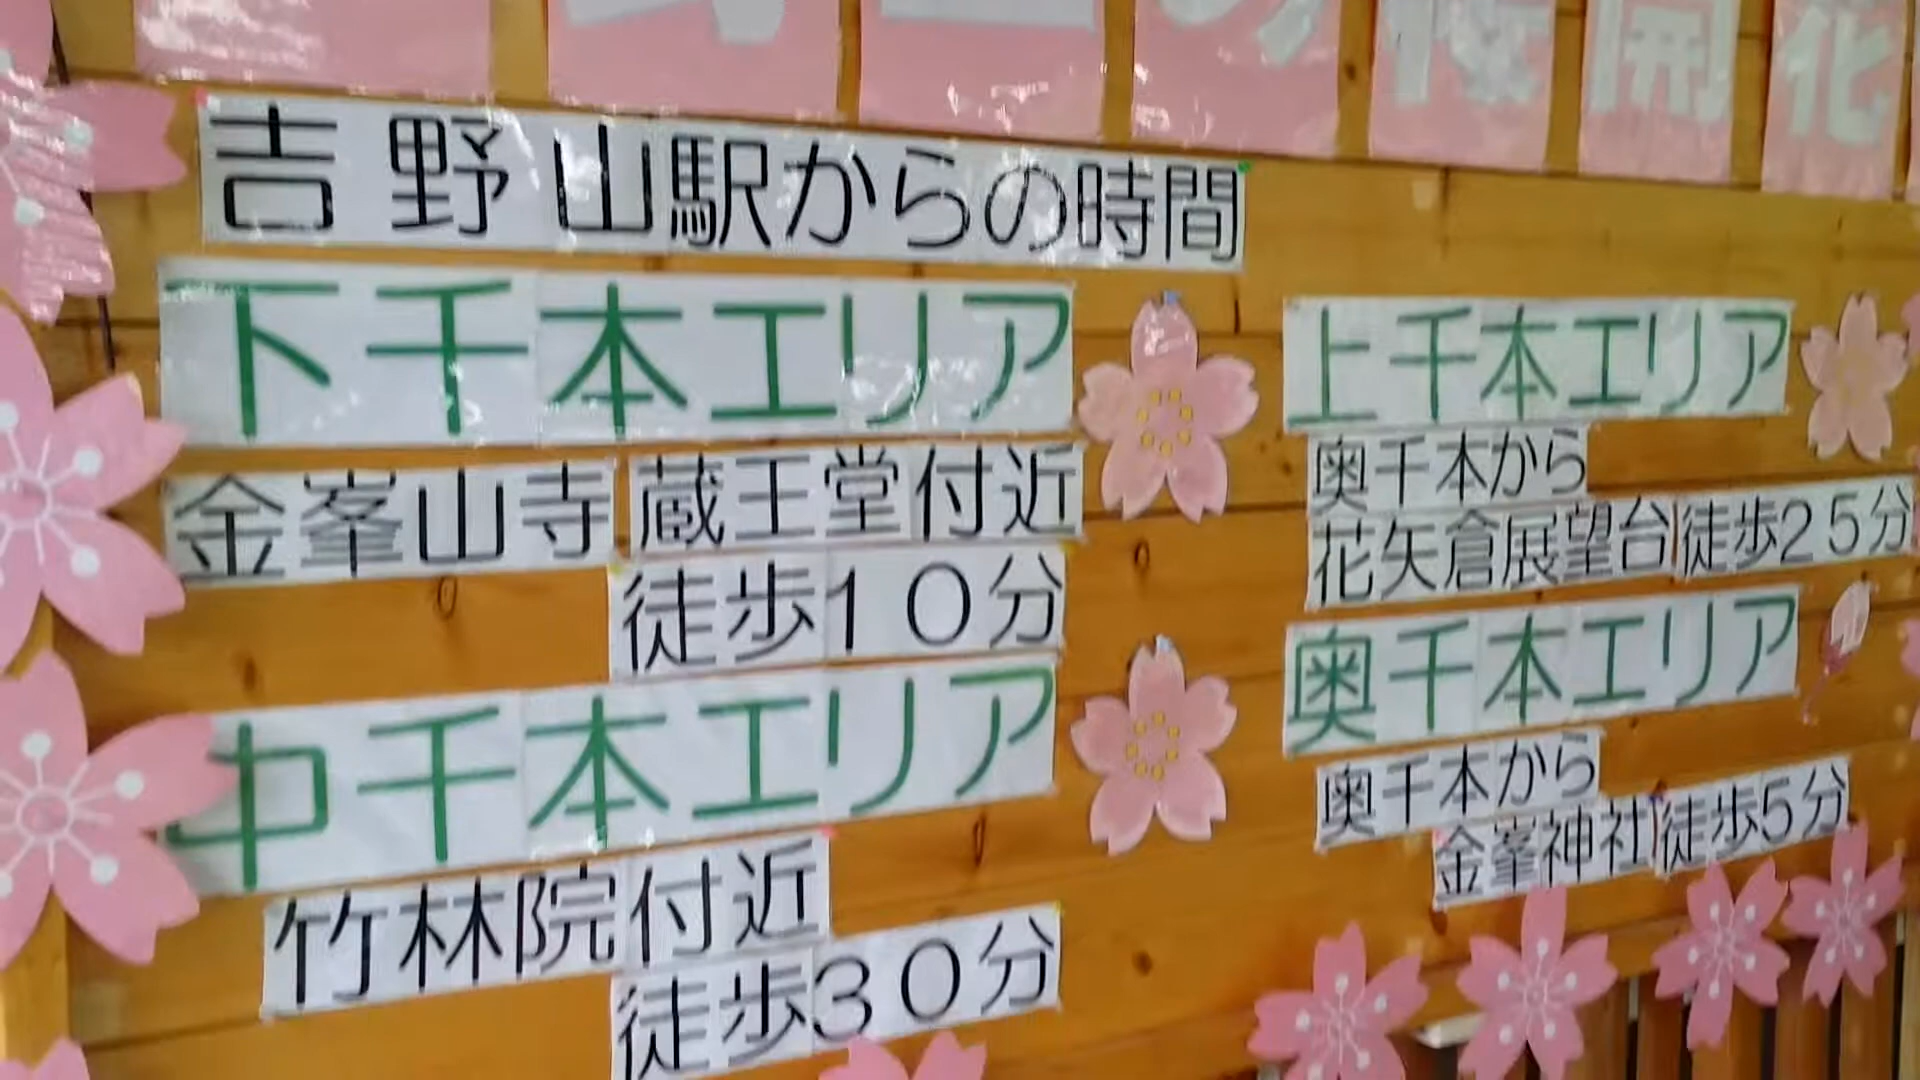 の桜開花
吉野山駅からの時間
下千本エリア
金峯山寺 蔵王堂付近
徒歩10分
中千本エリア
竹林院付近
徒歩30分
上千本エリア
奥千本から
花矢倉展望台 徒歩25分
奥千本エリア
奥千本から
金峯神社 徒歩5分